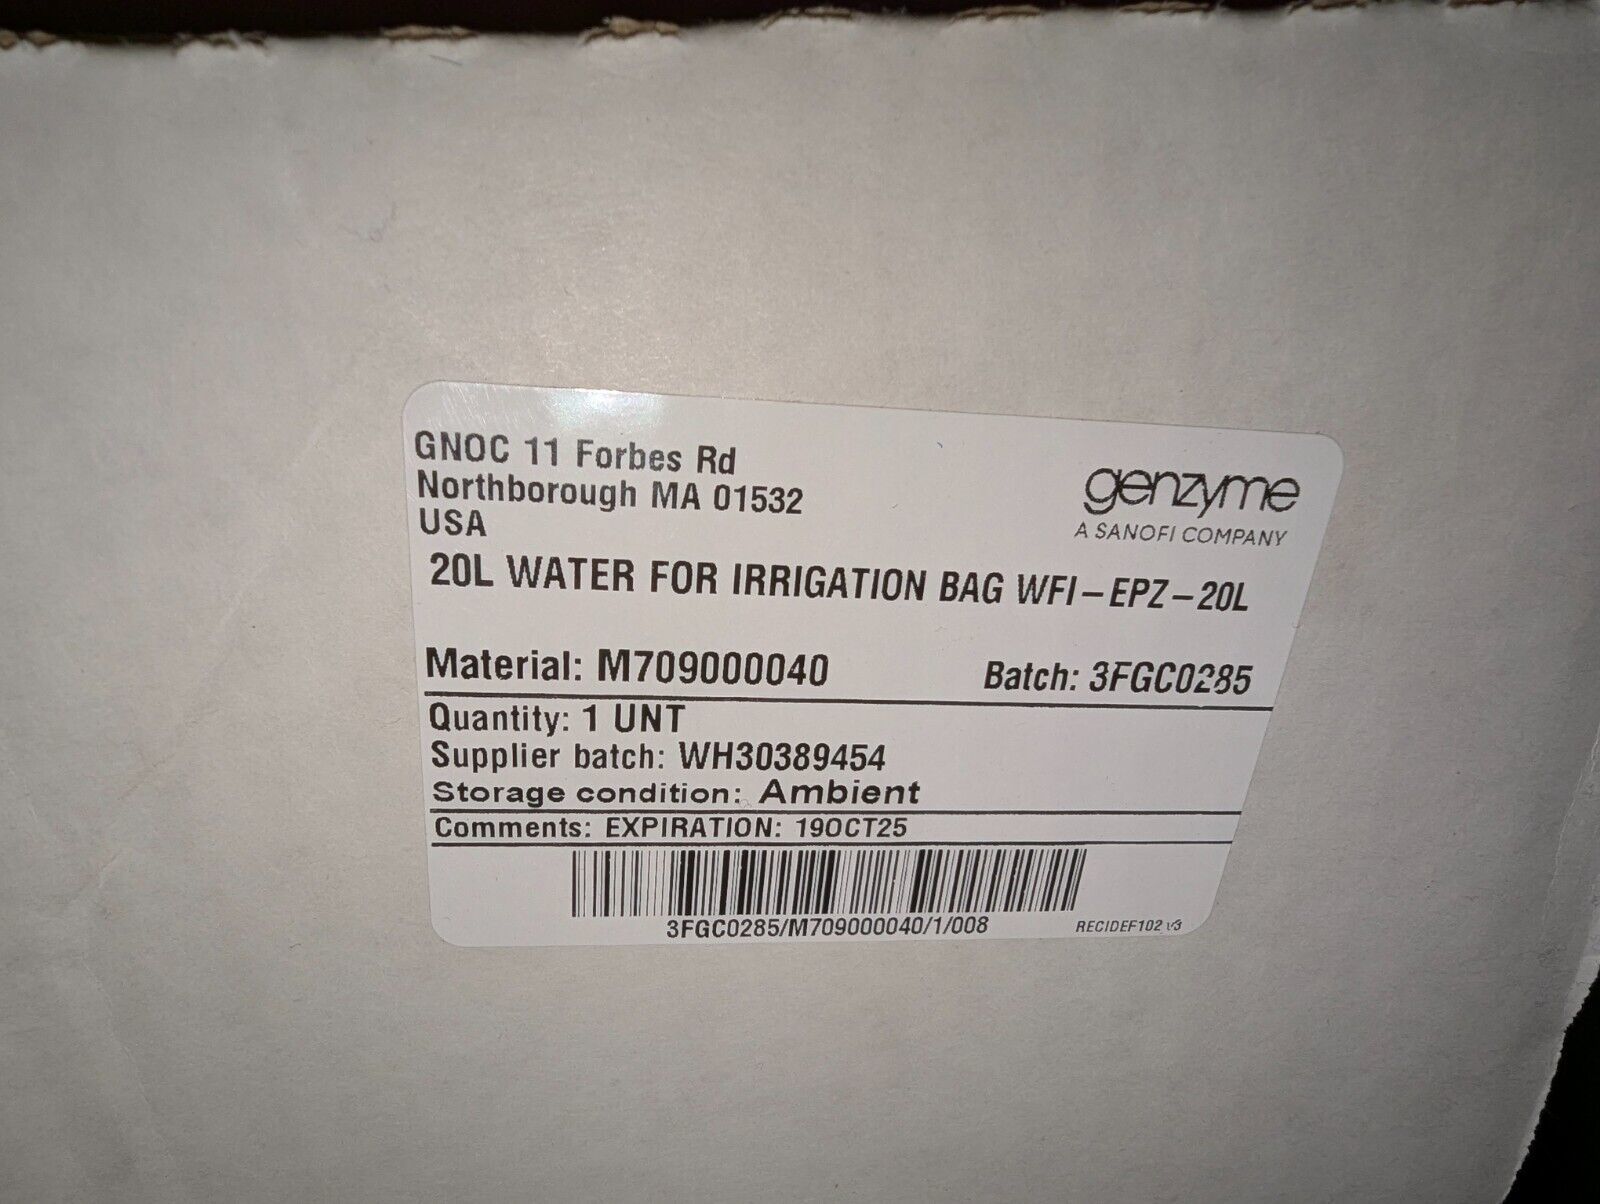 GNOC 11 Forbes Rd
Northborough MA 01532
USA
genzyme
A SANOFI COMPANY
20L WATER FOR IRRIGATION BAG WFI-EPZ-20L
Material: M709000040 Batch: 3FGC0285
Quantity: 1 UNT
Supplier batch: WH30389454
Storage condition: Ambient
Comments: EXPIRATION: 19OCT25
3FGC0285/M709000040/1/008
RECIDEF102 v3